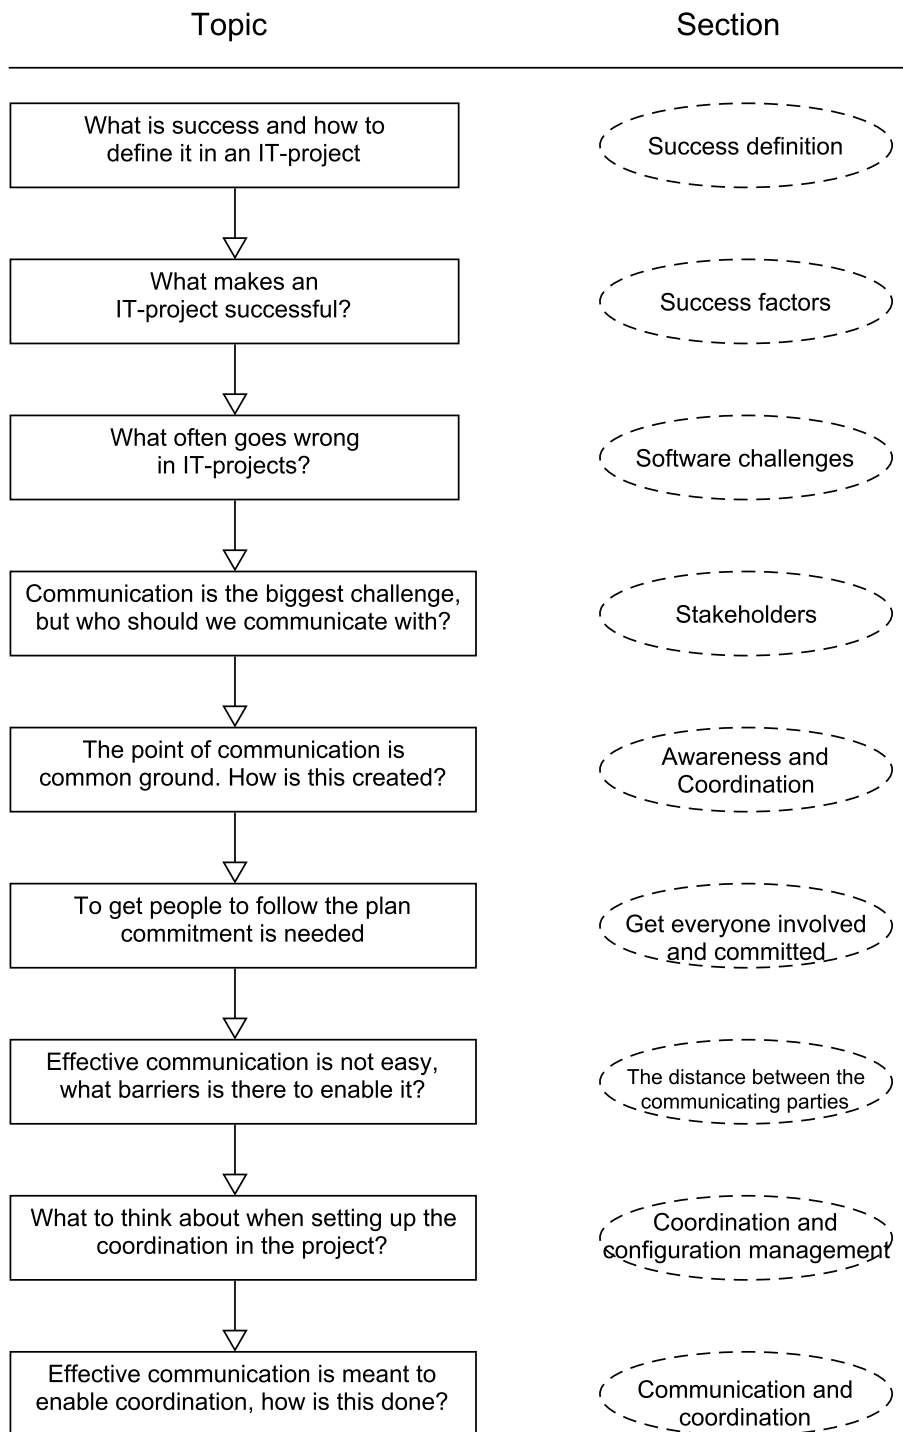 Topic
Section
What is success and how to
define it in an IT-project
Success definition
What makes an
IT-project successful?
Success factors
What often goes wrong
in IT-projects?
Software challenges
Communication is the biggest challenge,
but who should we communicate with?
Stakeholders
The point of communication is
common ground. How is this created?
Awareness and
Coordination
To get people to follow the plan
commitment is needed
Get everyone involved
and committed
Effective communication is not easy,
what barriers is there to enable it?
The distance between the
communicating parties
What to think about when setting up the
coordination in the project?
Coordination and
configuration management
Effective communication is meant to
enable coordination, how is this done?
Communication and
coordination